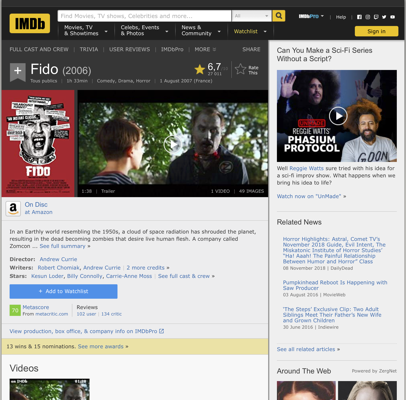 IMDb
Find Movies, TV shows, Celebrities and more...
All
IMDbPro
Help
Movies, TV & Showtimes
Celebs, Events & Photos
News & Community
Watchlist
Sign in
FULL CAST AND CREW | TRIVIA | USER REVIEWS | IMDbPro | MORE
SHARE
Fido (2006)
Tous publics | 1h 33min | Comedy, Drama, Horror | 1 August 2007 (France)
6,7
Rate This
FIDO
1:38 | Trailer
1 VIDEO | 49 IMAGES
On Disc
at Amazon
In an Earthy world resembling the 1950s, a cloud of space radiation has shrouded the planet,
resulting in the dead becoming zombies that desire live human flesh. A company called
Zomcon ... See full summary »
Director: Andrew Currie
Writers: Robert Chomiak, Andrew Currie | 2 more credits »
Stars: Kesun Loder, Billy Connolly, Carrie-Anne Moss | See full cast & crew »
+ Add to Watchlist
Metascore
From metacritic.com
Reviews
102 user | 134 critic
View production, box office, & company info on IMDbPro
13 wins & 15 nominations. See more awards »
Videos
Can You Make a Sci-Fi Series
Without a Script?
REGGIE WATTS'
PHASIUM
PROTOCOL
Well Reggie Watts sure tried with his idea
for a sci-fi improv show. What happens when we
bring his idea to life?
Watch now on "UnMade" »
Related News
Horror Highlights: Astral, Comet TV's
November 2018 Guide, Evil Intent, The
Miskatonic Institute of Horror Studies'
"Ha! Aaah! The Painful Relationship
Between Humor and Horror" Class
08 November 2018 | DailyDead
Pumpkinhead Reboot Is Happening with
Saw Producer
03 August 2016 | MovieWeb
'The Steps' Exclusive Clip: Two Adult
Siblings Meet Their Father's New Wife
and Grown Children
30 June 2016 | Indiewire
See all related articles »
Around The Web
Powered by ZergNet